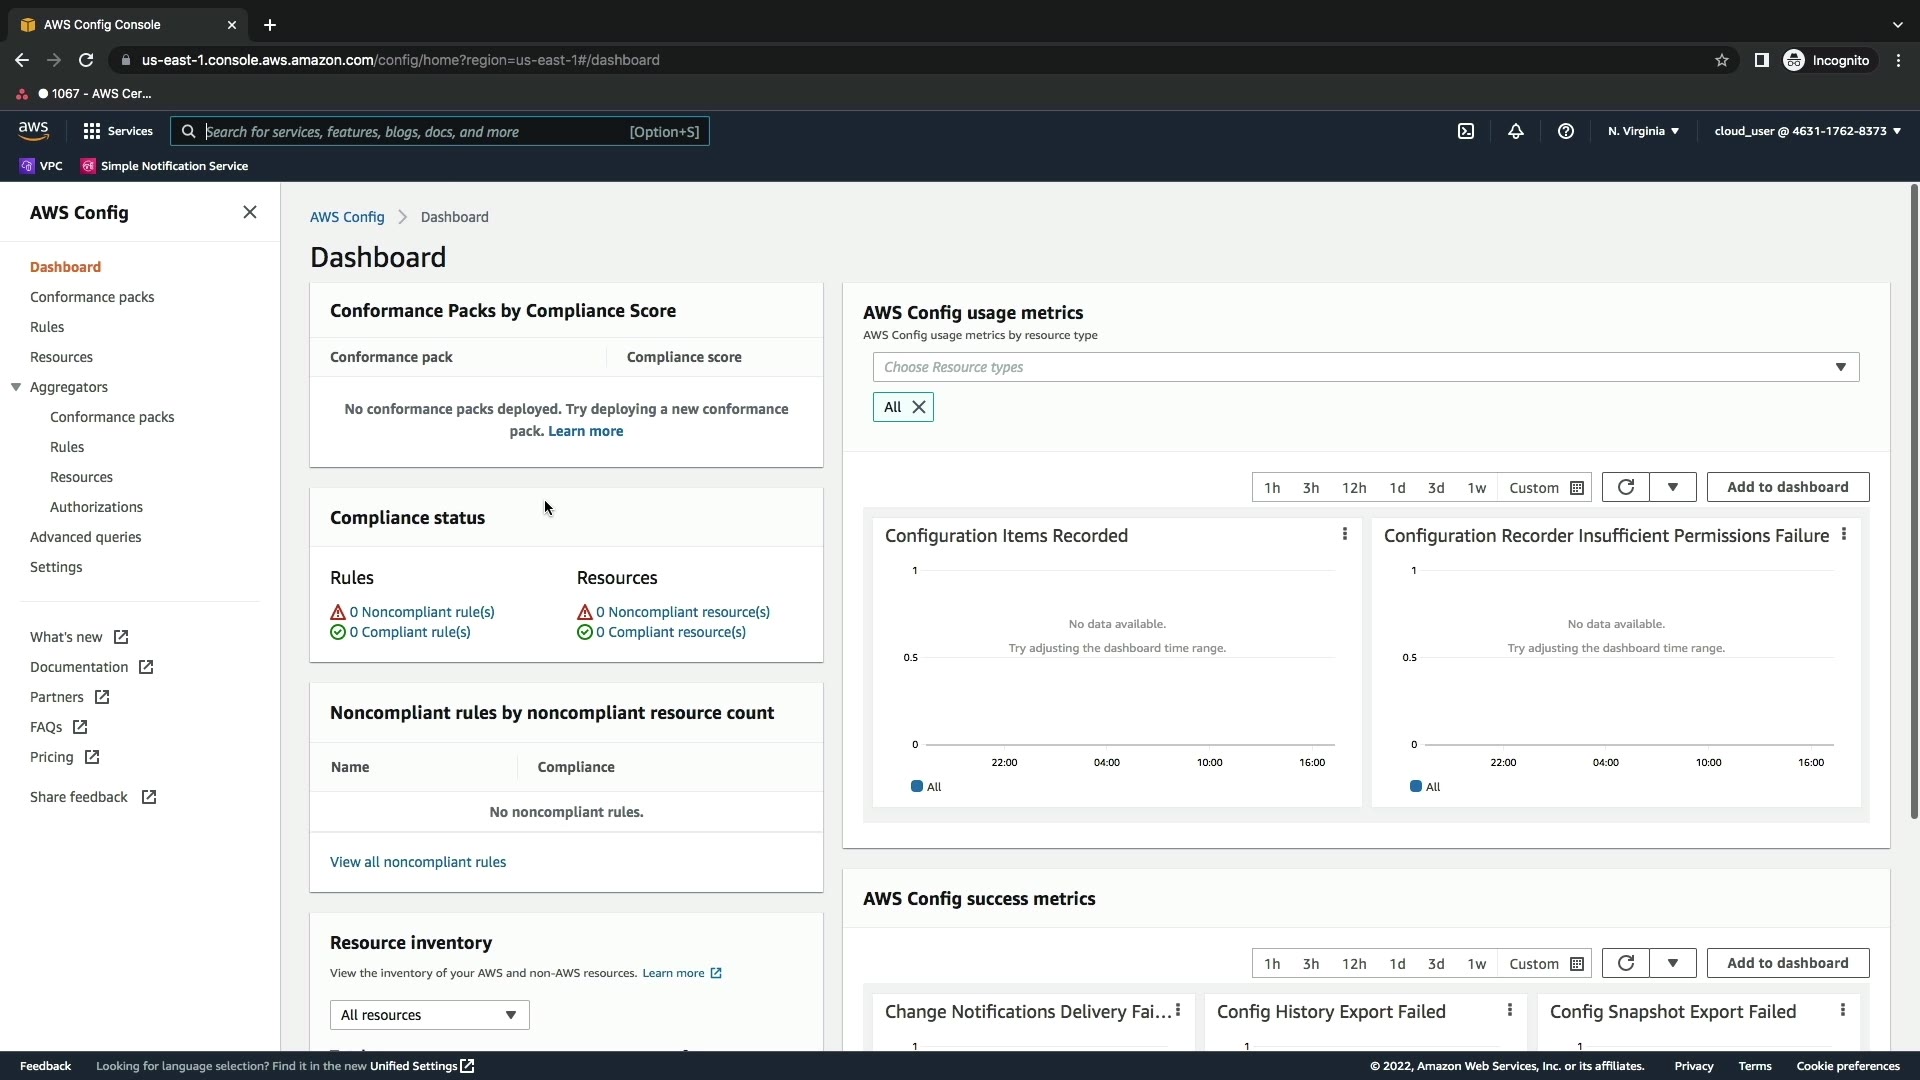 AWS Config Console
us-east-1.console.aws.amazon.com/config/home?region=us-east-1#/dashboard
Incognito
1067 - AWS Cer...
aws
Services
Search for services, features, blogs, docs, and more
[Option+S]
N. Virginia
cloud_user @ 4631-1762-8373
VPC
Simple Notification Service
AWS Config
Dashboard
Conformance packs
Rules
Resources
Aggregators
Conformance packs
Rules
Resources
Authorizations
Advanced queries
Settings
What's new
Documentation
Partners
FAQs
Pricing
Share feedback
AWS Config
Dashboard
Dashboard
Conformance Packs by Compliance Score
Conformance pack
Compliance score
No conformance packs deployed. Try deploying a new conformance
pack. Learn more
Compliance status
Rules
0 Noncompliant rule(s)
0 Compliant rule(s)
Resources
0 Noncompliant resource(s)
0 Compliant resource(s)
Noncompliant rules by noncompliant resource count
Name
Compliance
No noncompliant rules.
View all noncompliant rules
Resource inventory
View the inventory of your AWS and non-AWS resources. Learn more
All resources
AWS Config usage metrics
AWS Config usage metrics by resource type
Choose Resource types
All
1h 3h 12h 1d 3d 1w Custom
Add to dashboard
Configuration Items Recorded
1
No data available.
Try adjusting the dashboard time range.
0.5
0
22:00 04:00 10:00 16:00
All
Configuration Recorder Insufficient Permissions Failure
1
No data available.
Try adjusting the dashboard time range.
0.5
0
22:00 04:00 10:00 16:00
All
AWS Config success metrics
1h 3h 12h 1d 3d 1w Custom
Add to dashboard
Change Notifications Delivery Fai...
1
Config History Export Failed
1
Config Snapshot Export Failed
1
Feedback
Looking for language selection? Find it in the new Unified Settings
© 2022, Amazon Web Services, Inc. or its affiliates.
Privacy
Terms
Cookie preferences